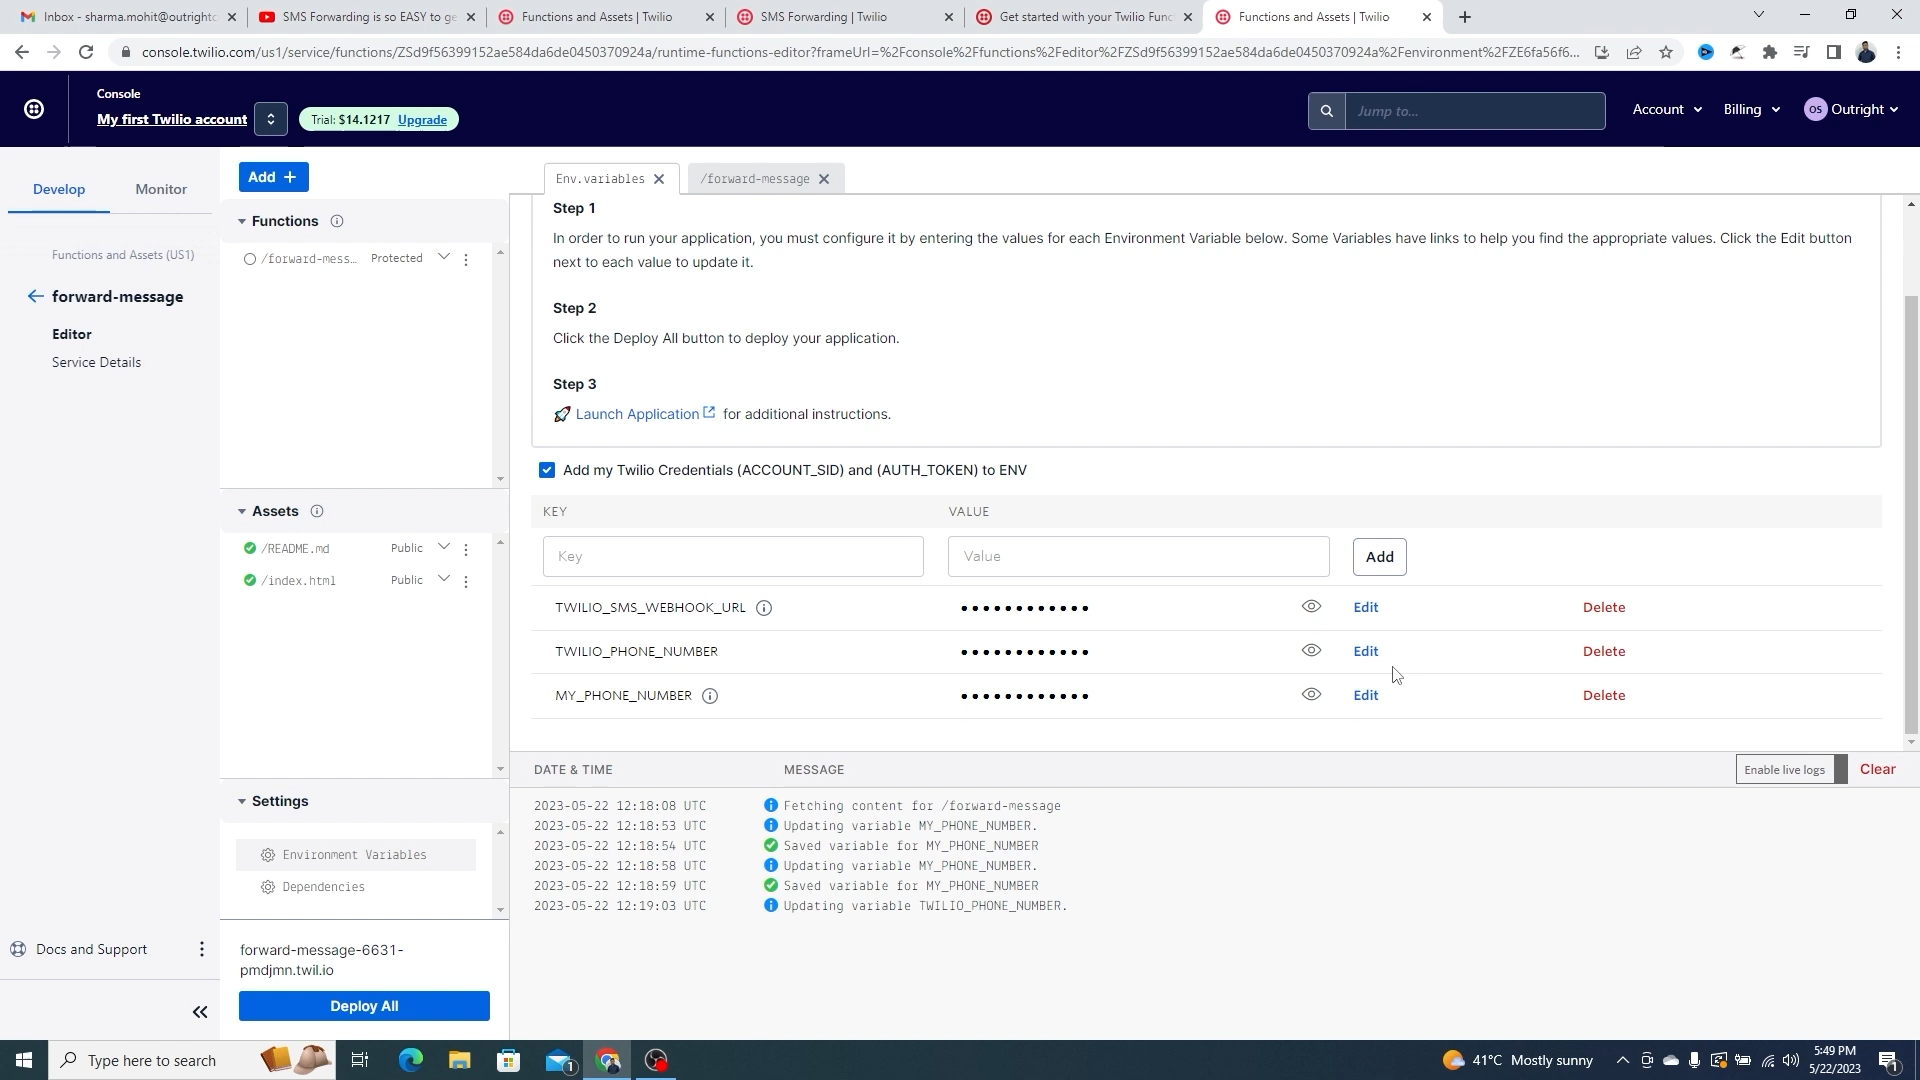 Inbox - sharma.mohit@outrightc
SMS Forwarding is so EASY to ge
Functions and Assets | Twilio
SMS Forwarding | Twilio
Get started with your Twilio Func
Functions and Assets | Twilio
console.twilio.com/us1/service/functions/ZSd9f56399152ae584da6de0450370924a/runtime-functions-editor?frameUrl=%2Fconsole%2Ffunctions%2Feditor%2FZSd9f56399152ae584da6de0450370924a%2Fenvironment%2FZE6fa56f6...
Console
My first Twilio account
Trial: $14.1217 Upgrade
Jump to...
Account
Billing
OS Outright
Develop
Monitor
Functions and Assets (US1)
forward-message
Editor
Service Details
Docs and Support
Add +
Functions
/forward-mess… Protected
Assets
/README.md Public
/index.html Public
Settings
Environment Variables
Dependencies
forward-message-6631-
pmdjmn.twil.io
Deploy All
Env.variables
/forward-message
Step 1
In order to run your application, you must configure it by entering the values for each Environment Variable below. Some Variables have links to help you find the appropriate values. Click the Edit button
next to each value to update it.
Step 2
Click the Deploy All button to deploy your application.
Step 3
Launch Application for additional instructions.
Add my Twilio Credentials (ACCOUNT_SID) and (AUTH_TOKEN) to ENV
KEY VALUE
Key Value Add
TWILIO_SMS_WEBHOOK_URL •••••••••••• Edit Delete
TWILIO_PHONE_NUMBER •••••••••••• Edit Delete
MY_PHONE_NUMBER •••••••••••• Edit Delete
DATE & TIME MESSAGE Enable live logs Clear
2023-05-22 12:18:08 UTC Fetching content for /forward-message
2023-05-22 12:18:53 UTC Updating variable MY_PHONE_NUMBER.
2023-05-22 12:18:54 UTC Saved variable for MY_PHONE_NUMBER
2023-05-22 12:18:58 UTC Updating variable MY_PHONE_NUMBER.
2023-05-22 12:18:59 UTC Saved variable for MY_PHONE_NUMBER
2023-05-22 12:19:03 UTC Updating variable TWILIO_PHONE_NUMBER.
Type here to search
1
41°C Mostly sunny
5:49 PM
5/22/2023
1